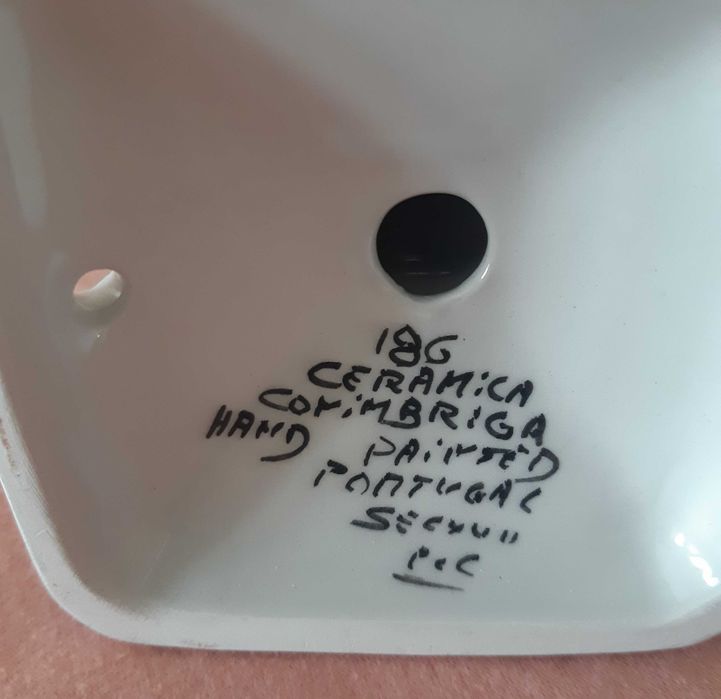 186
CERAMiCA
CONiMBRiGA
HAND PAiNTED
PORTUGAL
SECXVII
P.C